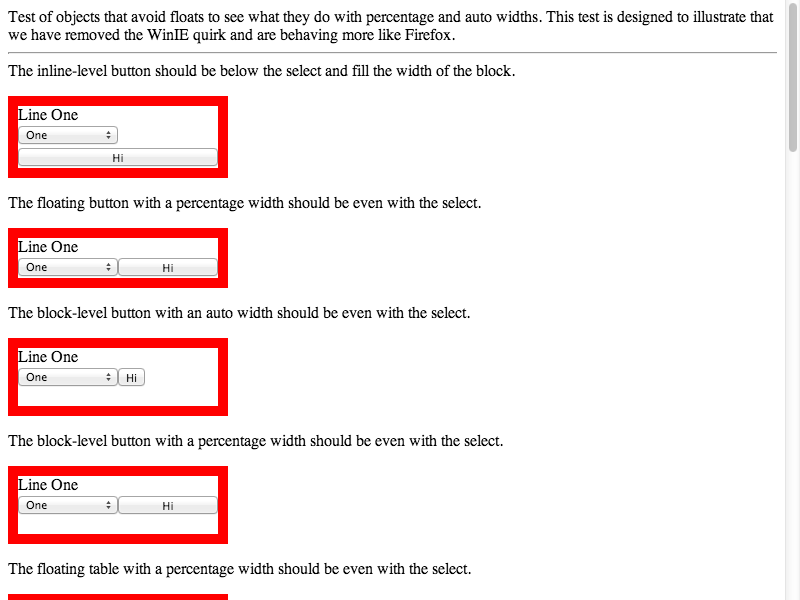 Test of objects that avoid floats to see what they do with percentage and auto widths. This test is designed to illustrate that
we have removed the WinIE quirk and are behaving more like Firefox.
The inline-level button should be below the select and fill the width of the block.
Line One
One
Hi
The floating button with a percentage width should be even with the select.
Line One
One Hi
The block-level button with an auto width should be even with the select.
Line One
One Hi
The block-level button with a percentage width should be even with the select.
Line One
One Hi
The floating table with a percentage width should be even with the select.